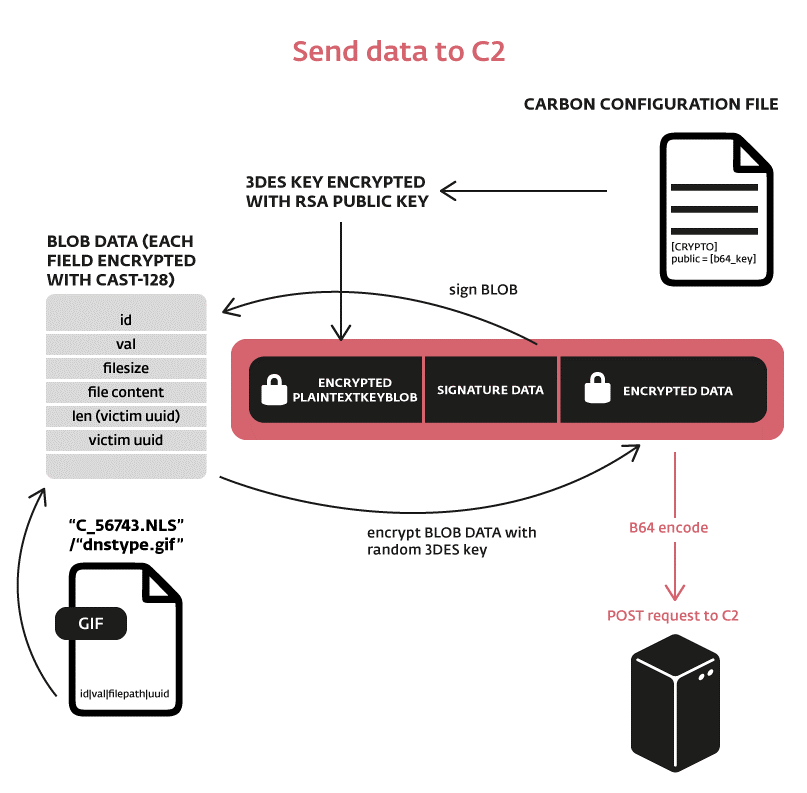 Send data to C2
CARBON CONFIGURATION FILE
3DES KEY ENCRYPTED
WITH RSA PUBLIC KEY
[CRYPTO]
public = [b64_key]
BLOB DATA (EACH
FIELD ENCRYPTED
WITH CAST-128)
sign BLOB
id
val
filesize
file content
len (victim uuid)
victim uuid
ENCRYPTED
PLAINTEXTKEYBLOB
SIGNATURE DATA
ENCRYPTED DATA
encrypt BLOB DATA with
random 3DES key
B64 encode
POST request to C2
“C_56743.NLS”
/“dnstype.gif”
GIF
id|val|filepath|uuid